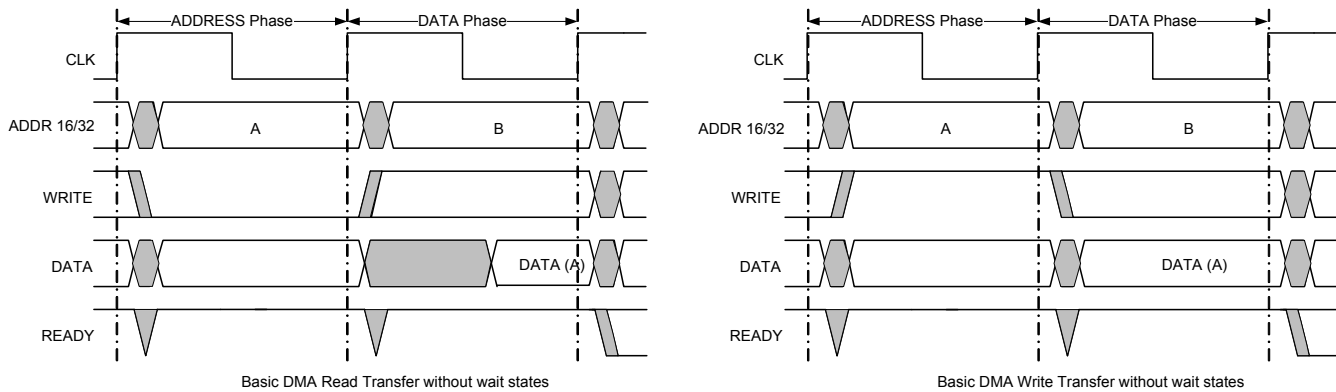 ADDRESS Phase DATA Phase
CLK
ADDR 16/32 A B
WRITE
DATA DATA (A)
READY
Basic DMA Read Transfer without wait states
ADDRESS Phase DATA Phase
CLK
ADDR 16/32 A B
WRITE
DATA DATA (A)
READY
Basic DMA Write Transfer without wait states